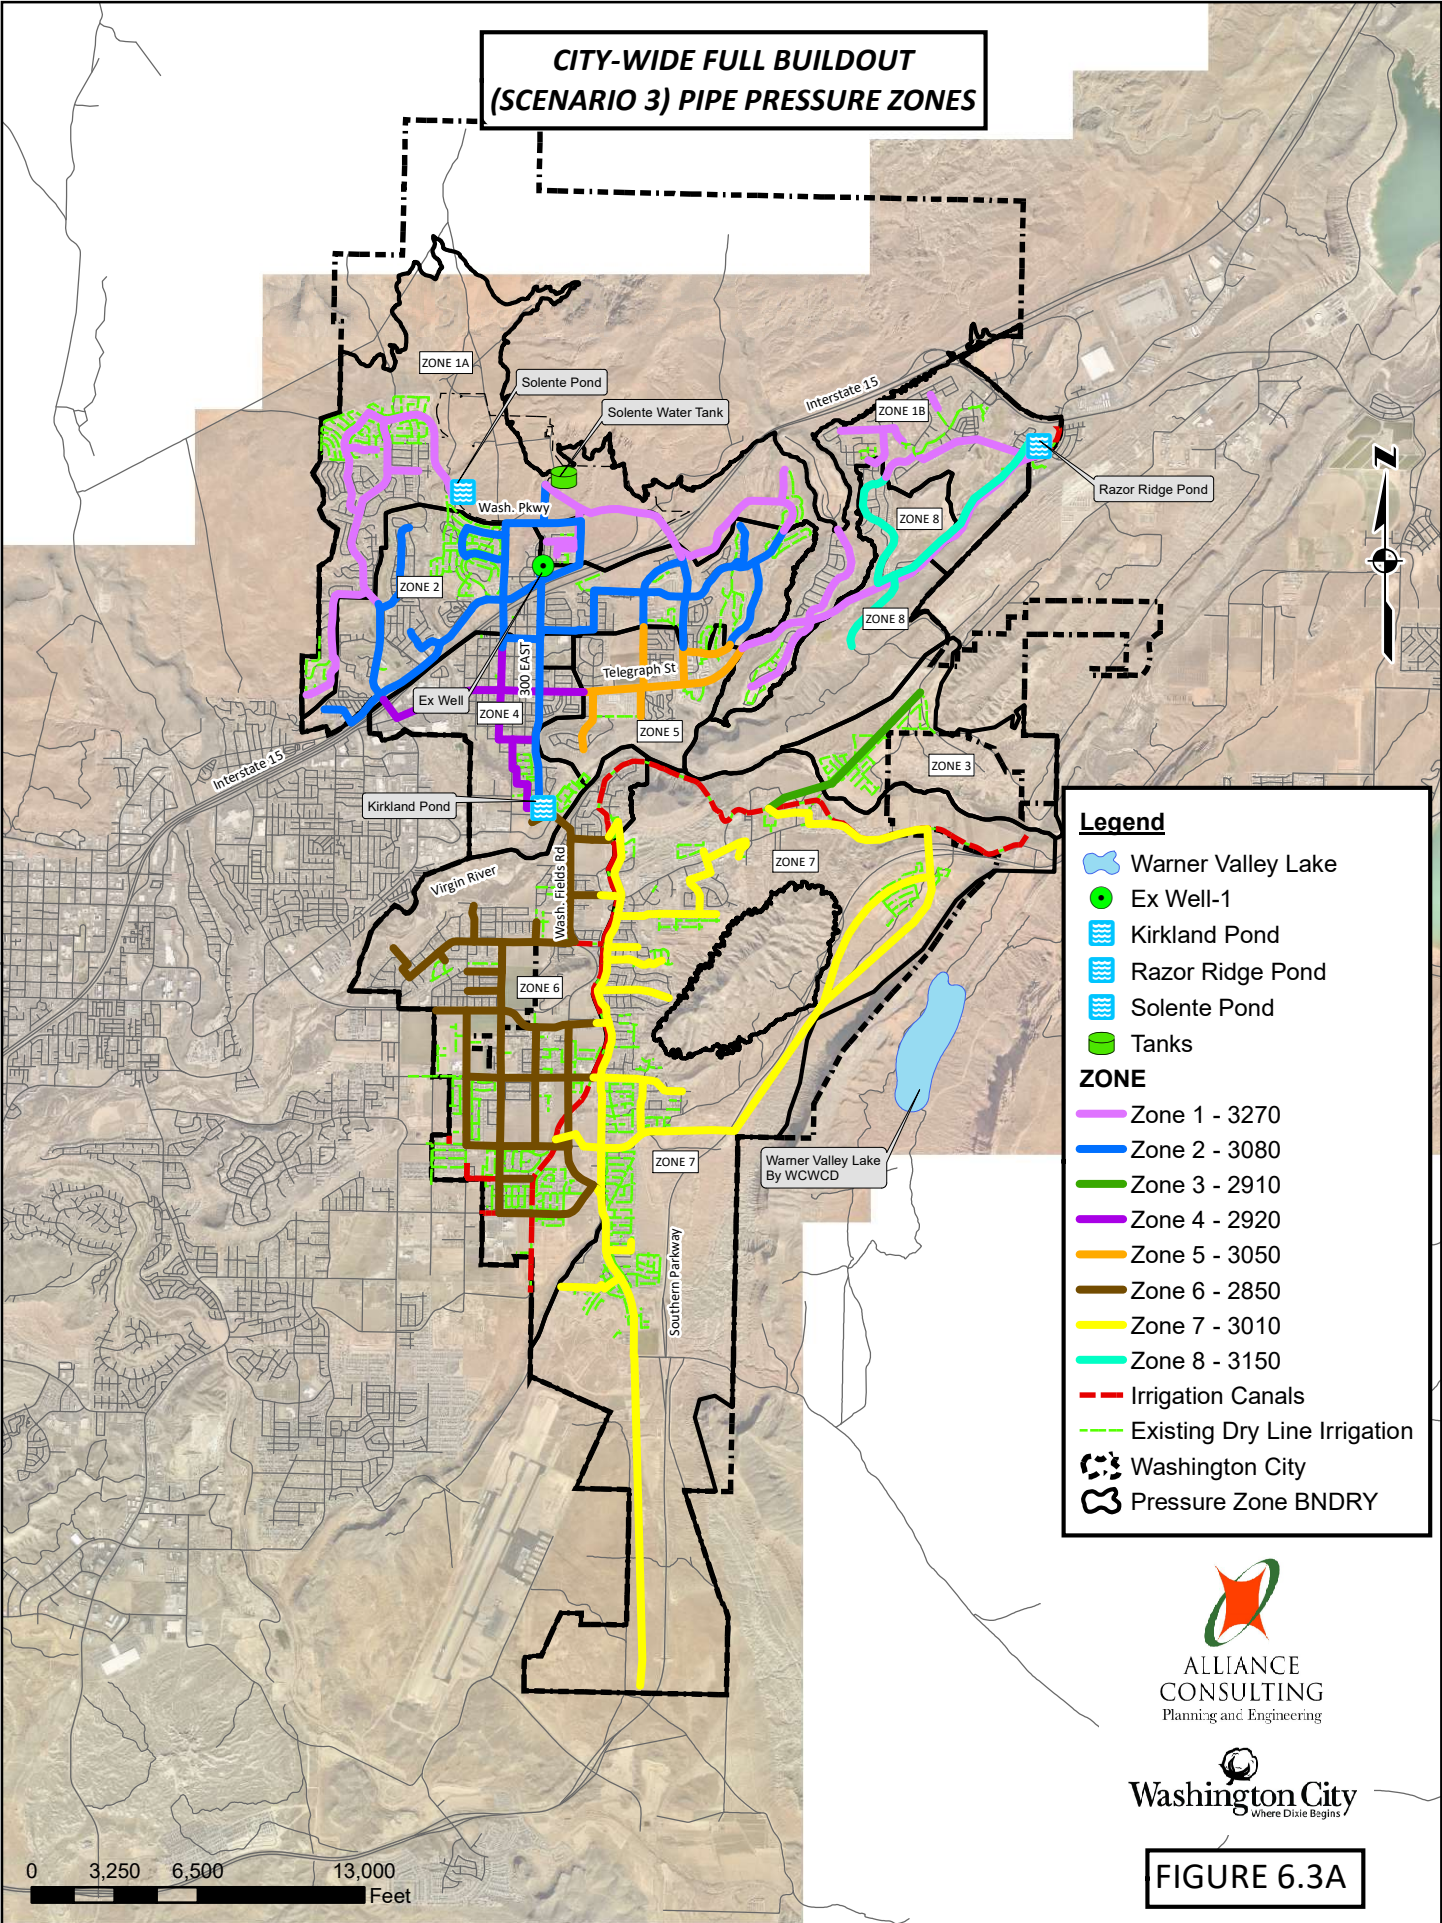 CITY-WIDE FULL BUILDOUT
(SCENARIO 3) PIPE PRESSURE ZONES
ZONE 1A
Solente Pond
Solente Water Tank
Interstate 15
ZONE 1B
Razor Ridge Pond
Wash. Pkwy
ZONE 8
ZONE 2
ZONE 8
300 EAST
Telegraph St
Ex Well
ZONE 4
ZONE 5
Interstate 15
ZONE 3
Kirkland Pond
Virgin River
Wash. Fields Rd
ZONE 7
ZONE 6
ZONE 7
Warner Valley Lake
By WCWCD
Southern Parkway
N
Legend
Warner Valley Lake
Ex Well-1
Kirkland Pond
Razor Ridge Pond
Solente Pond
Tanks
ZONE
Zone 1 - 3270
Zone 2 - 3080
Zone 3 - 2910
Zone 4 - 2920
Zone 5 - 3050
Zone 6 - 2850
Zone 7 - 3010
Zone 8 - 3150
Irrigation Canals
Existing Dry Line Irrigation
Washington City
Pressure Zone BNDRY
ALLIANCE
CONSULTING
Planning and Engineering
Washington City
Where Dixie Begins
0 3,250 6,500 13,000
Feet
FIGURE 6.3A